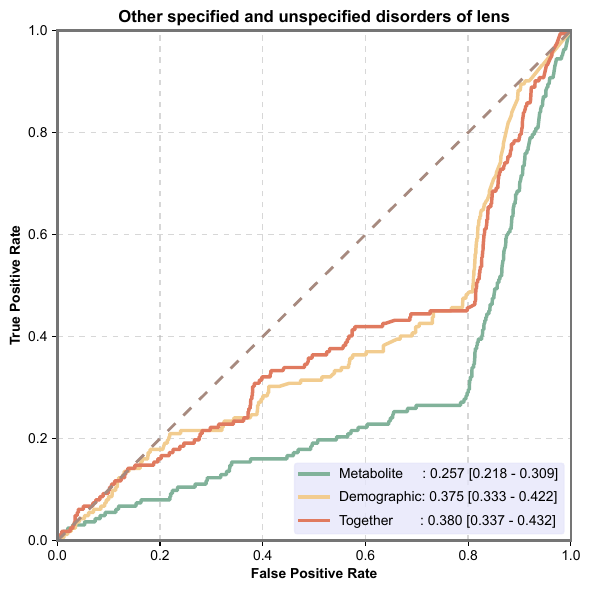 Other specified and unspecified disorders of lens
True Positive Rate
1.0
0.8
0.6
0.4
0.2
0.0
Metabolite : 0.257 [0.218 - 0.309]
Demographic: 0.375 [0.333 - 0.422]
Together : 0.380 [0.337 - 0.432]
0.0 0.2 0.4 0.6 0.8 1.0
False Positive Rate